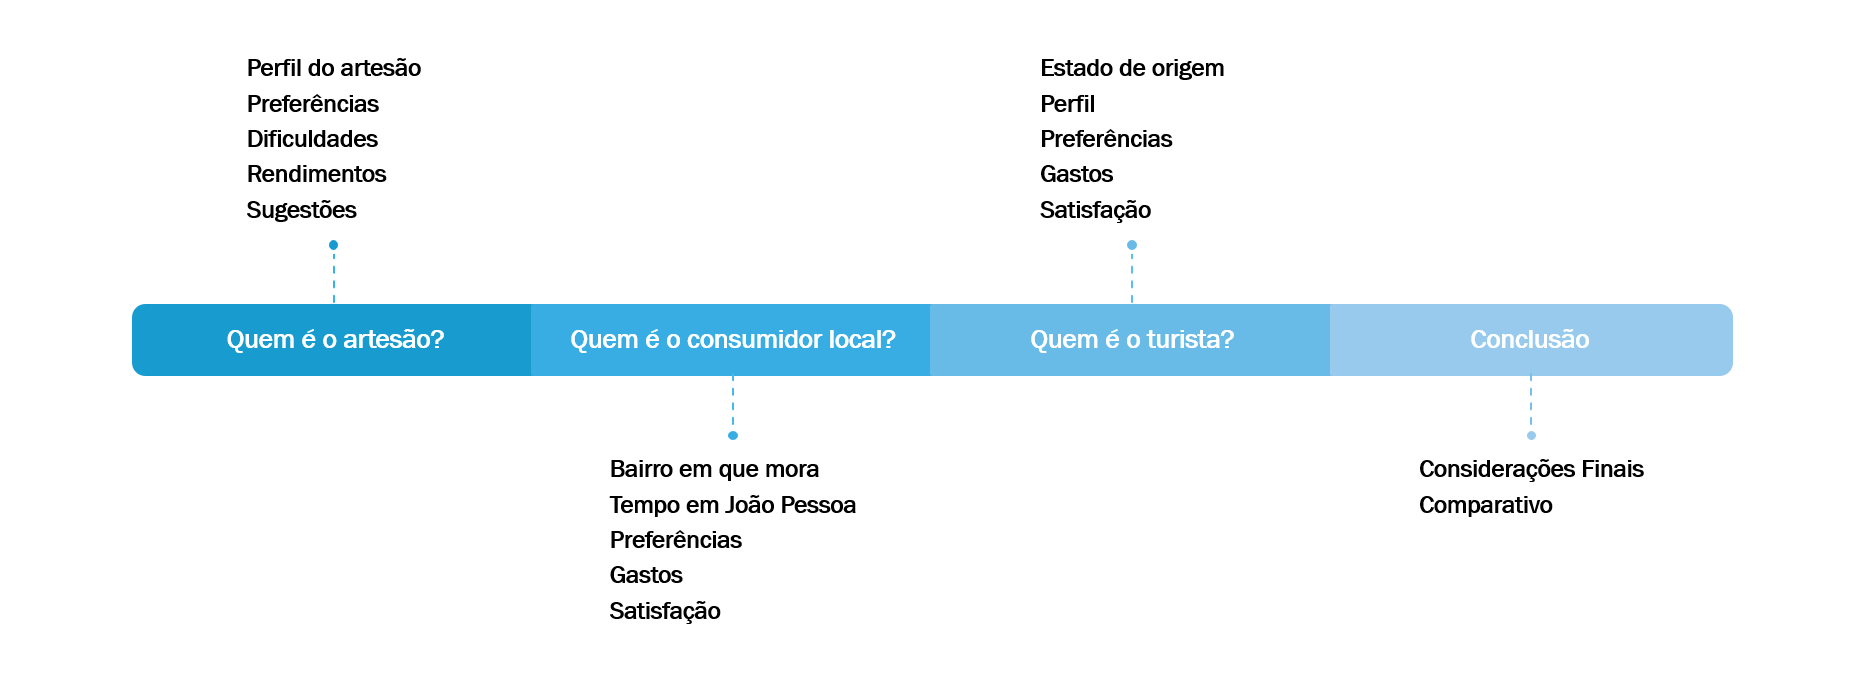 Perfil do artesão
Preferências
Dificuldades
Rendimentos
Sugestões
Estado de origem
Perfil
Preferências
Gastos
Satisfação
Quem é o artesão?
Quem é o consumidor local?
Quem é o turista?
Conclusão
Bairro em que mora
Tempo em João Pessoa
Preferências
Gastos
Satisfação
Considerações Finais
Comparativo